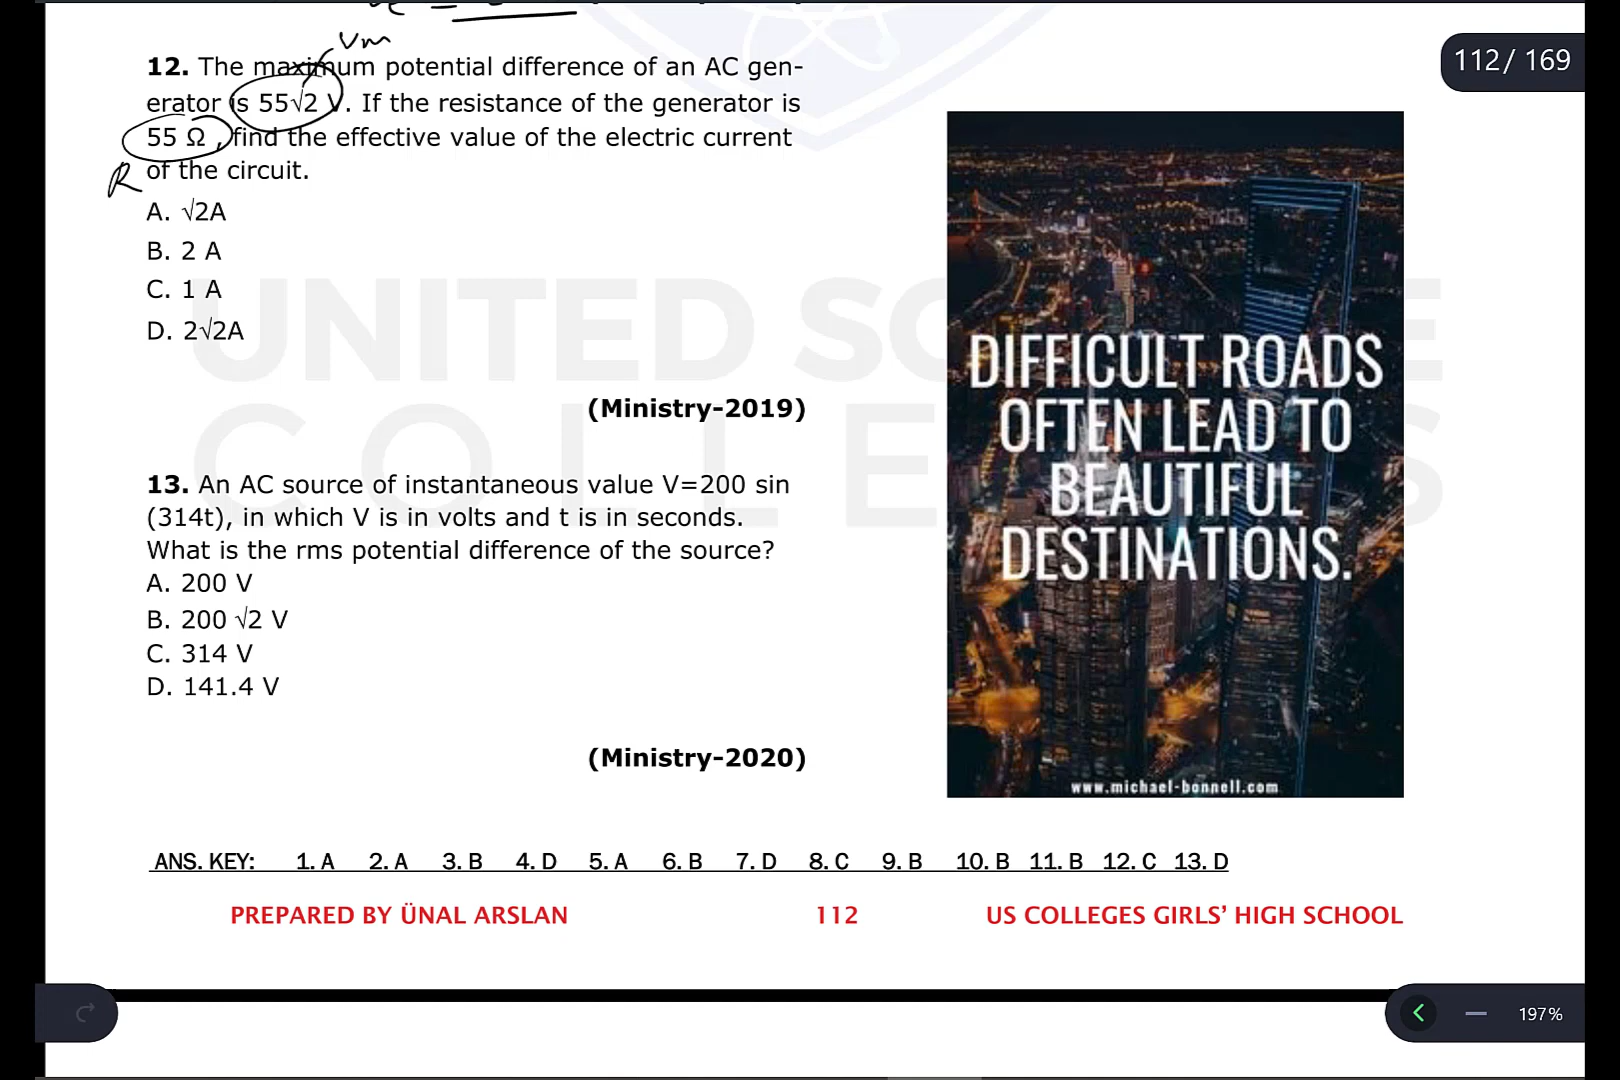 Vm
112/ 169
12. The maximum potential difference of an AC gen-
erator is 55√2 V. If the resistance of the generator is
55 Ω , find the effective value of the electric current
R of the circuit.
A. √2A
B. 2 A
C. 1 A
D. 2√2A
(Ministry-2019)
13. An AC source of instantaneous value V=200 sin
(314t), in which V is in volts and t is in seconds.
What is the rms potential difference of the source?
A. 200 V
B. 200 √2 V
C. 314 V
D. 141.4 V
(Ministry-2020)
DIFFICULT ROADS
OFTEN LEAD TO
BEAUTIFUL
DESTINATIONS.
www.michael-bonnell.com
ANS. KEY: 1. A 2. A 3. B 4. D 5. A 6. B 7. D 8. C 9. B 10. B 11. B 12. C 13. D
PREPARED BY ÜNAL ARSLAN 112 US COLLEGES GIRLS’ HIGH SCHOOL
197%